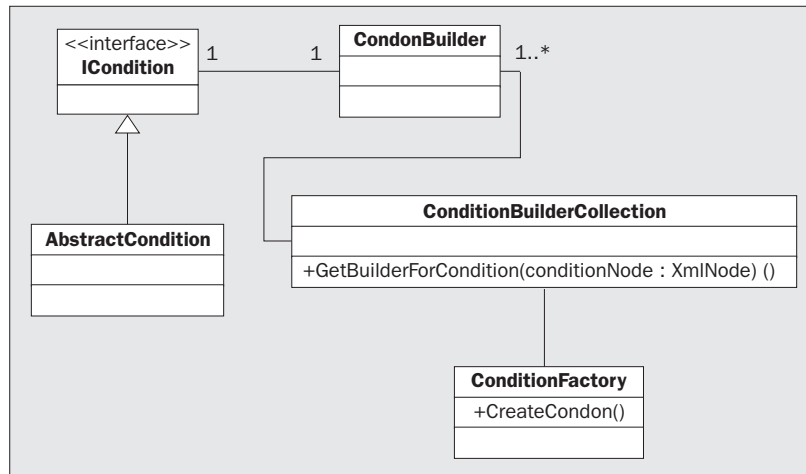 <<interface>>
ICondition
1
1
CondonBuilder
1..*
AbstractCondition
ConditionBuilderCollection
+GetBuilderForCondition(conditionNode : XmlNode) ()
ConditionFactory
+CreateCondon()